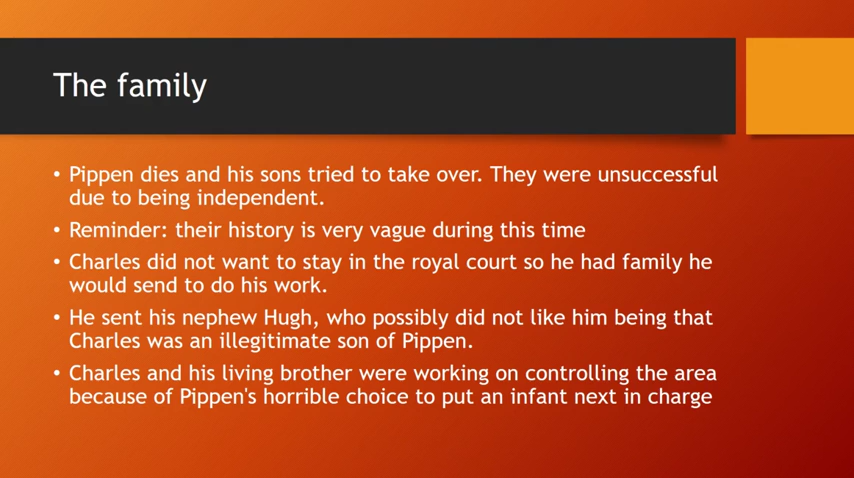 The family
• Pippen dies and his sons tried to take over. They were unsuccessful
due to being independent.
• Reminder: their history is very vague during this time
• Charles did not want to stay in the royal court so he had family he
would send to do his work.
• He sent his nephew Hugh, who possibly did not like him being that
Charles was an illegitimate son of Pippen.
• Charles and his living brother were working on controlling the area
because of Pippen's horrible choice to put an infant next in charge